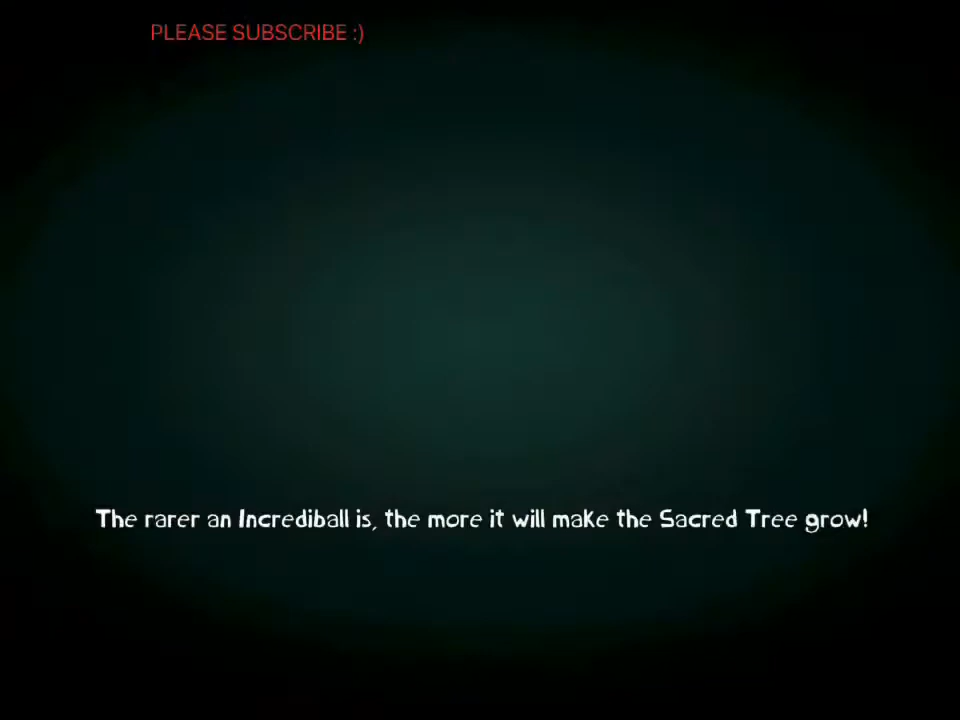 PLEASE SUBSCRIBE :)
The rarer an Incrediball is, the more it will make the Sacred Tree grow!